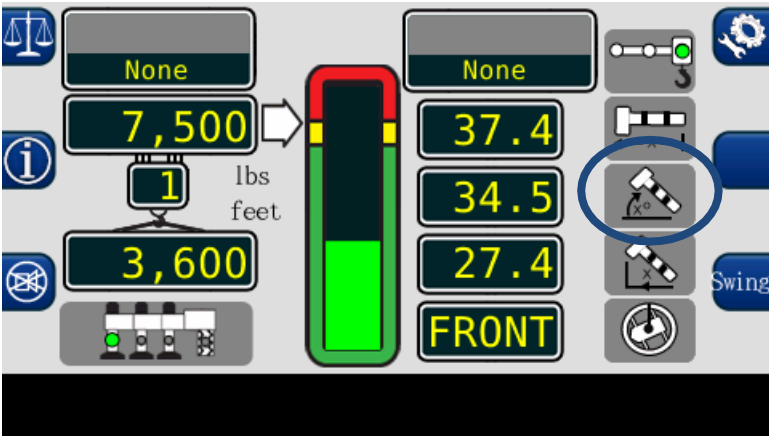 None
7,500
1
lbs
feet
3,600
None
37.4
x
34.5
x°
27.4
x
FRONT
i
Swing